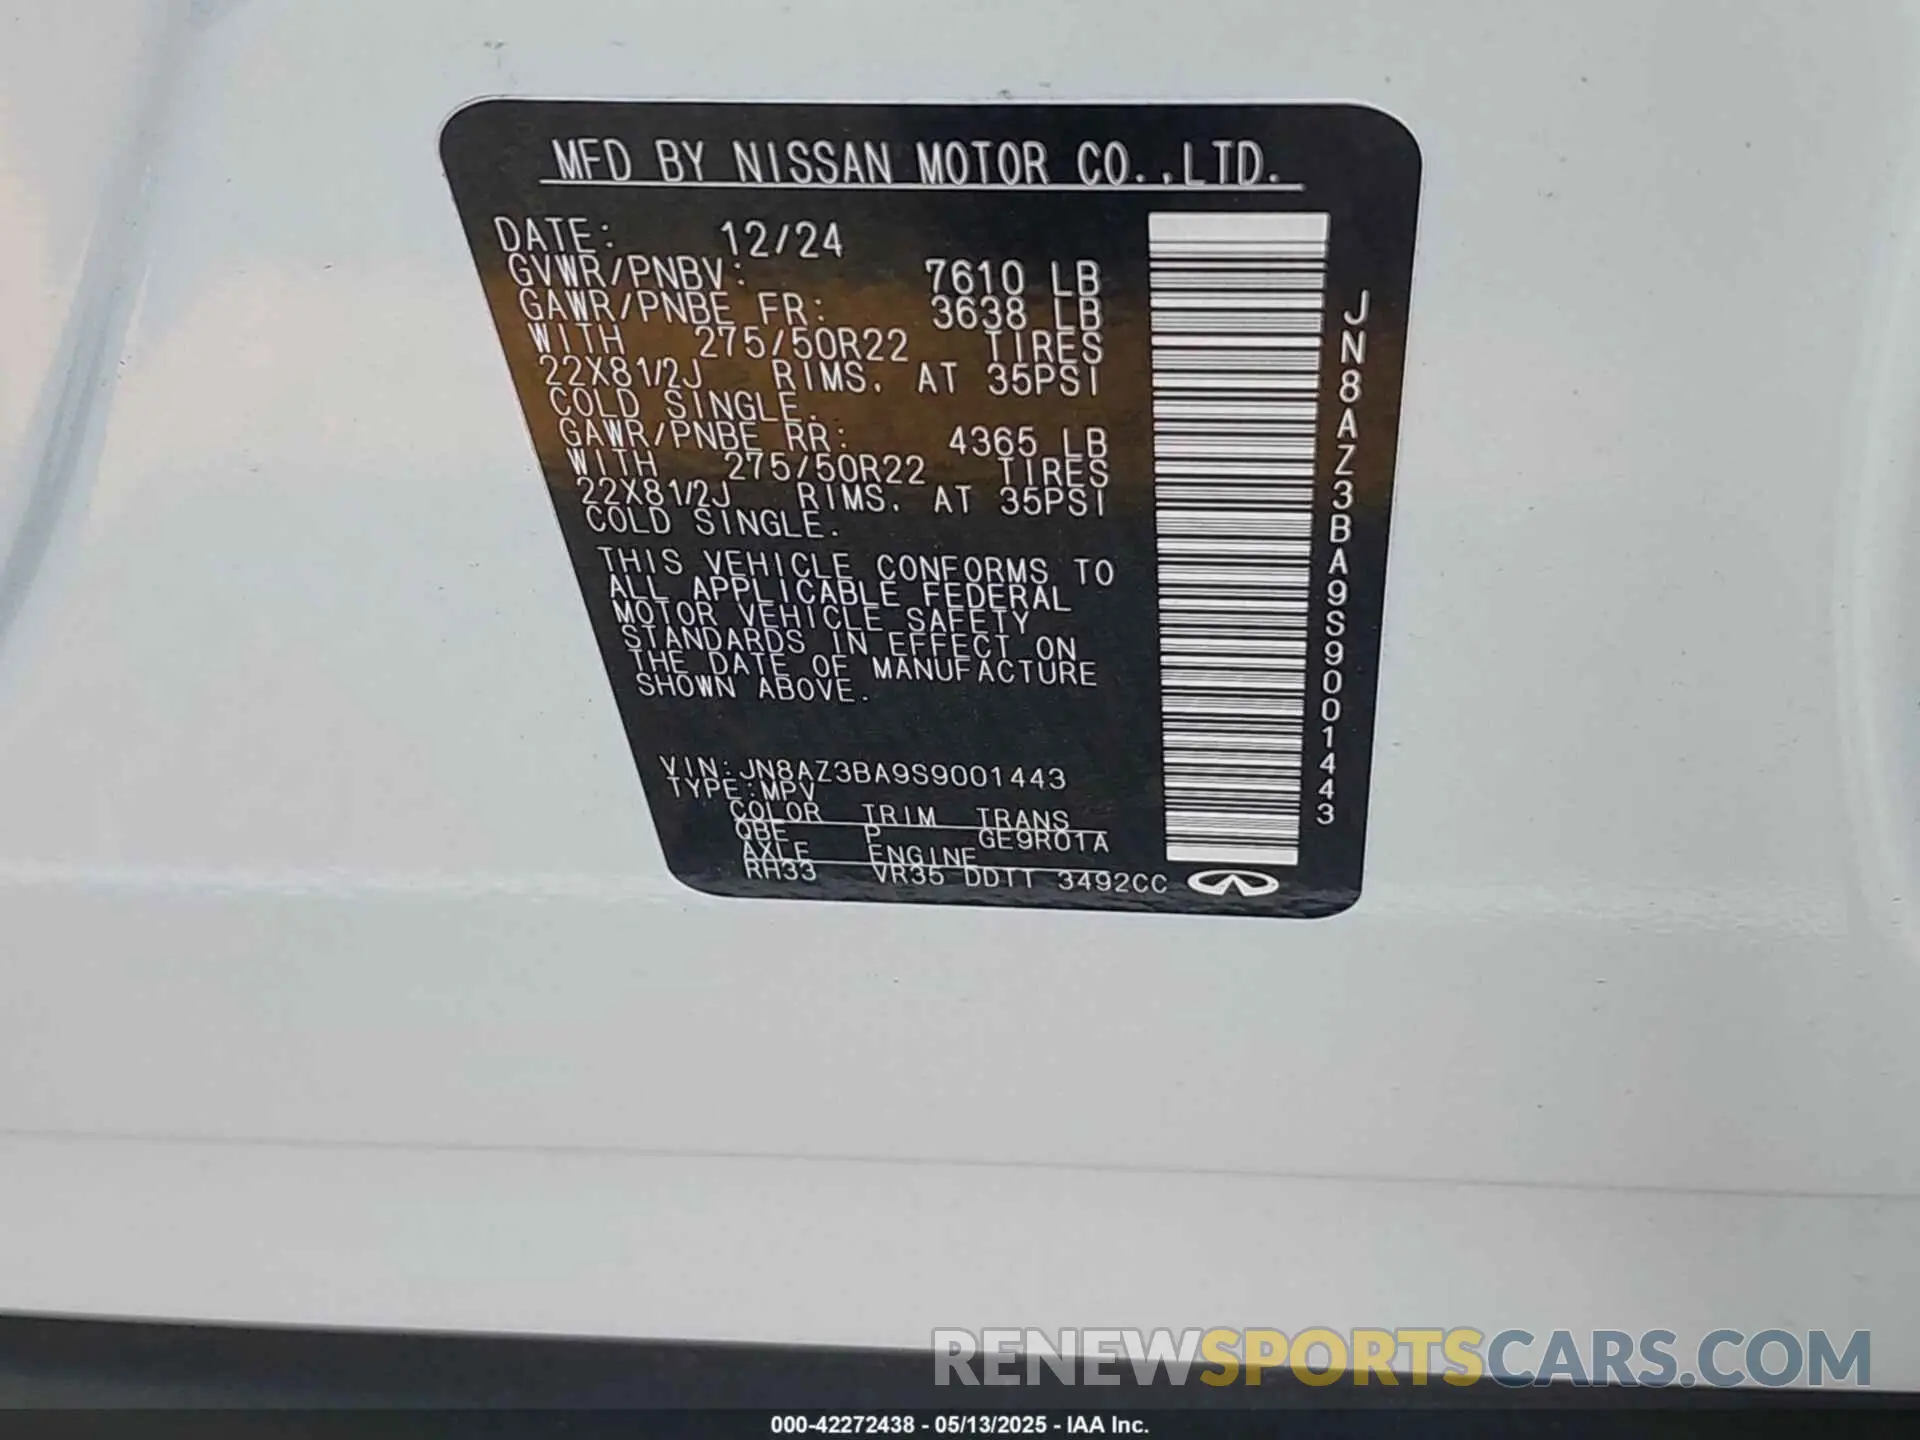 MFD BY NISSAN MOTOR CO.,LTD.
DATE: 12/24
GVWR/PNBV: 7610 LB
GAWR/PNBE FR: 3638 LB
WITH 275/50R22 TIRES
22X81/2J RIMS. AT 35PSI
COLD SINGLE.
GAWR/PNBE RR: 4365 LB
WITH 275/50R22 TIRES
22X81/2J RIMS. AT 35PSI
COLD SINGLE.
THIS VEHICLE CONFORMS TO
ALL APPLICABLE FEDERAL
MOTOR VEHICLE SAFETY
STANDARDS IN EFFECT ON
THE DATE OF MANUFACTURE
SHOWN ABOVE.
VIN:JN8AZ3BA9S9001443
TYPE:MPV
COLOR TRIM TRANS
QBE P GE9R01A
AXLE ENGINE
RH33 VR35 DDTT 3492CC
JN8AZ3BA9S9001443
RENEWSPORTSCARS.COM
000-42272438 - 05/13/2025 - IAA Inc.